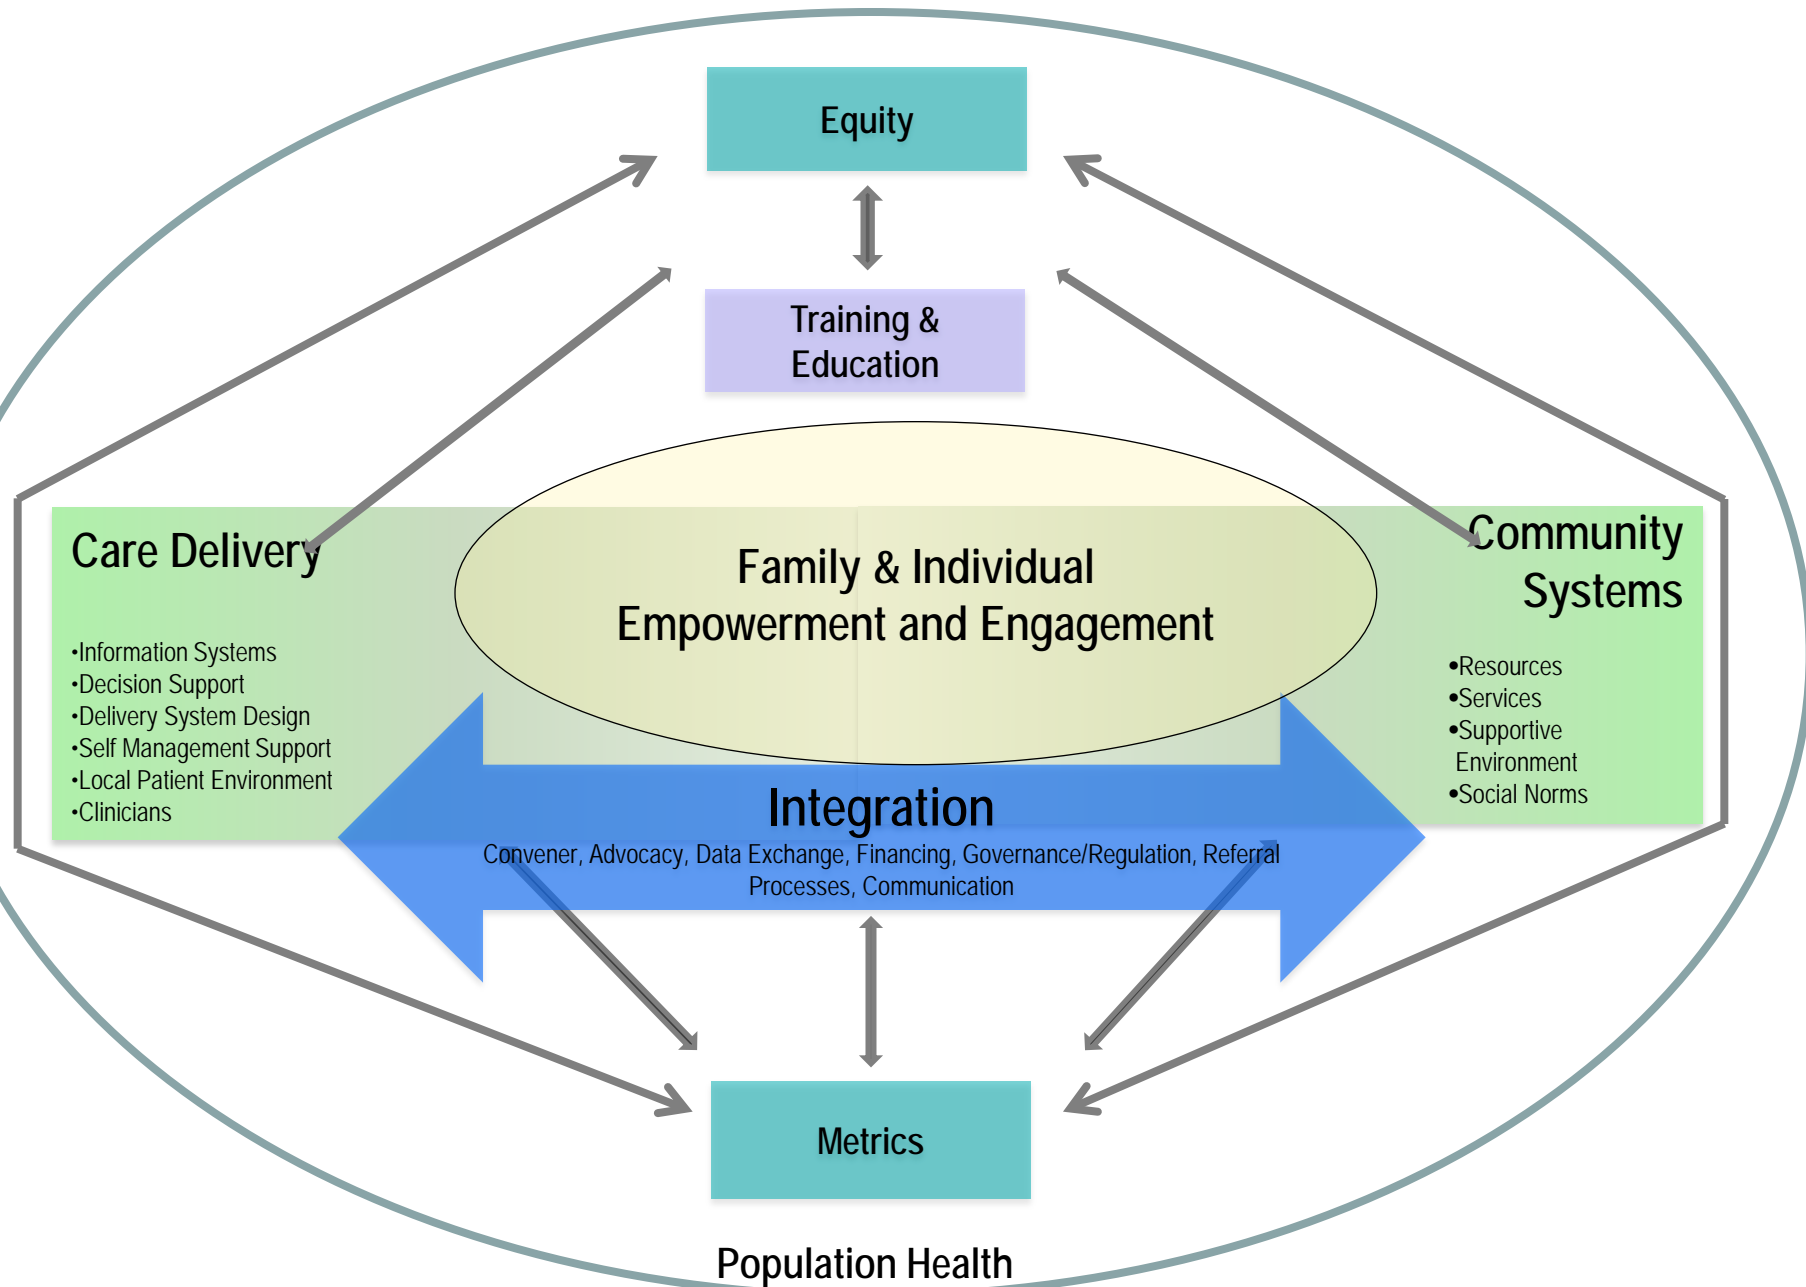 Equity
Training &
Education
Family & Individual
Empowerment and Engagement
Care Delivery
•Information Systems
•Decision Support
•Delivery System Design
•Self Management Support
•Local Patient Environment
•Clinicians
Community
Systems
•Resources
•Services
•Supportive
Environment
•Social Norms
Integration
Convener, Advocacy, Data Exchange, Financing, Governance/Regulation, Referral
Processes, Communication
Metrics
Population Health